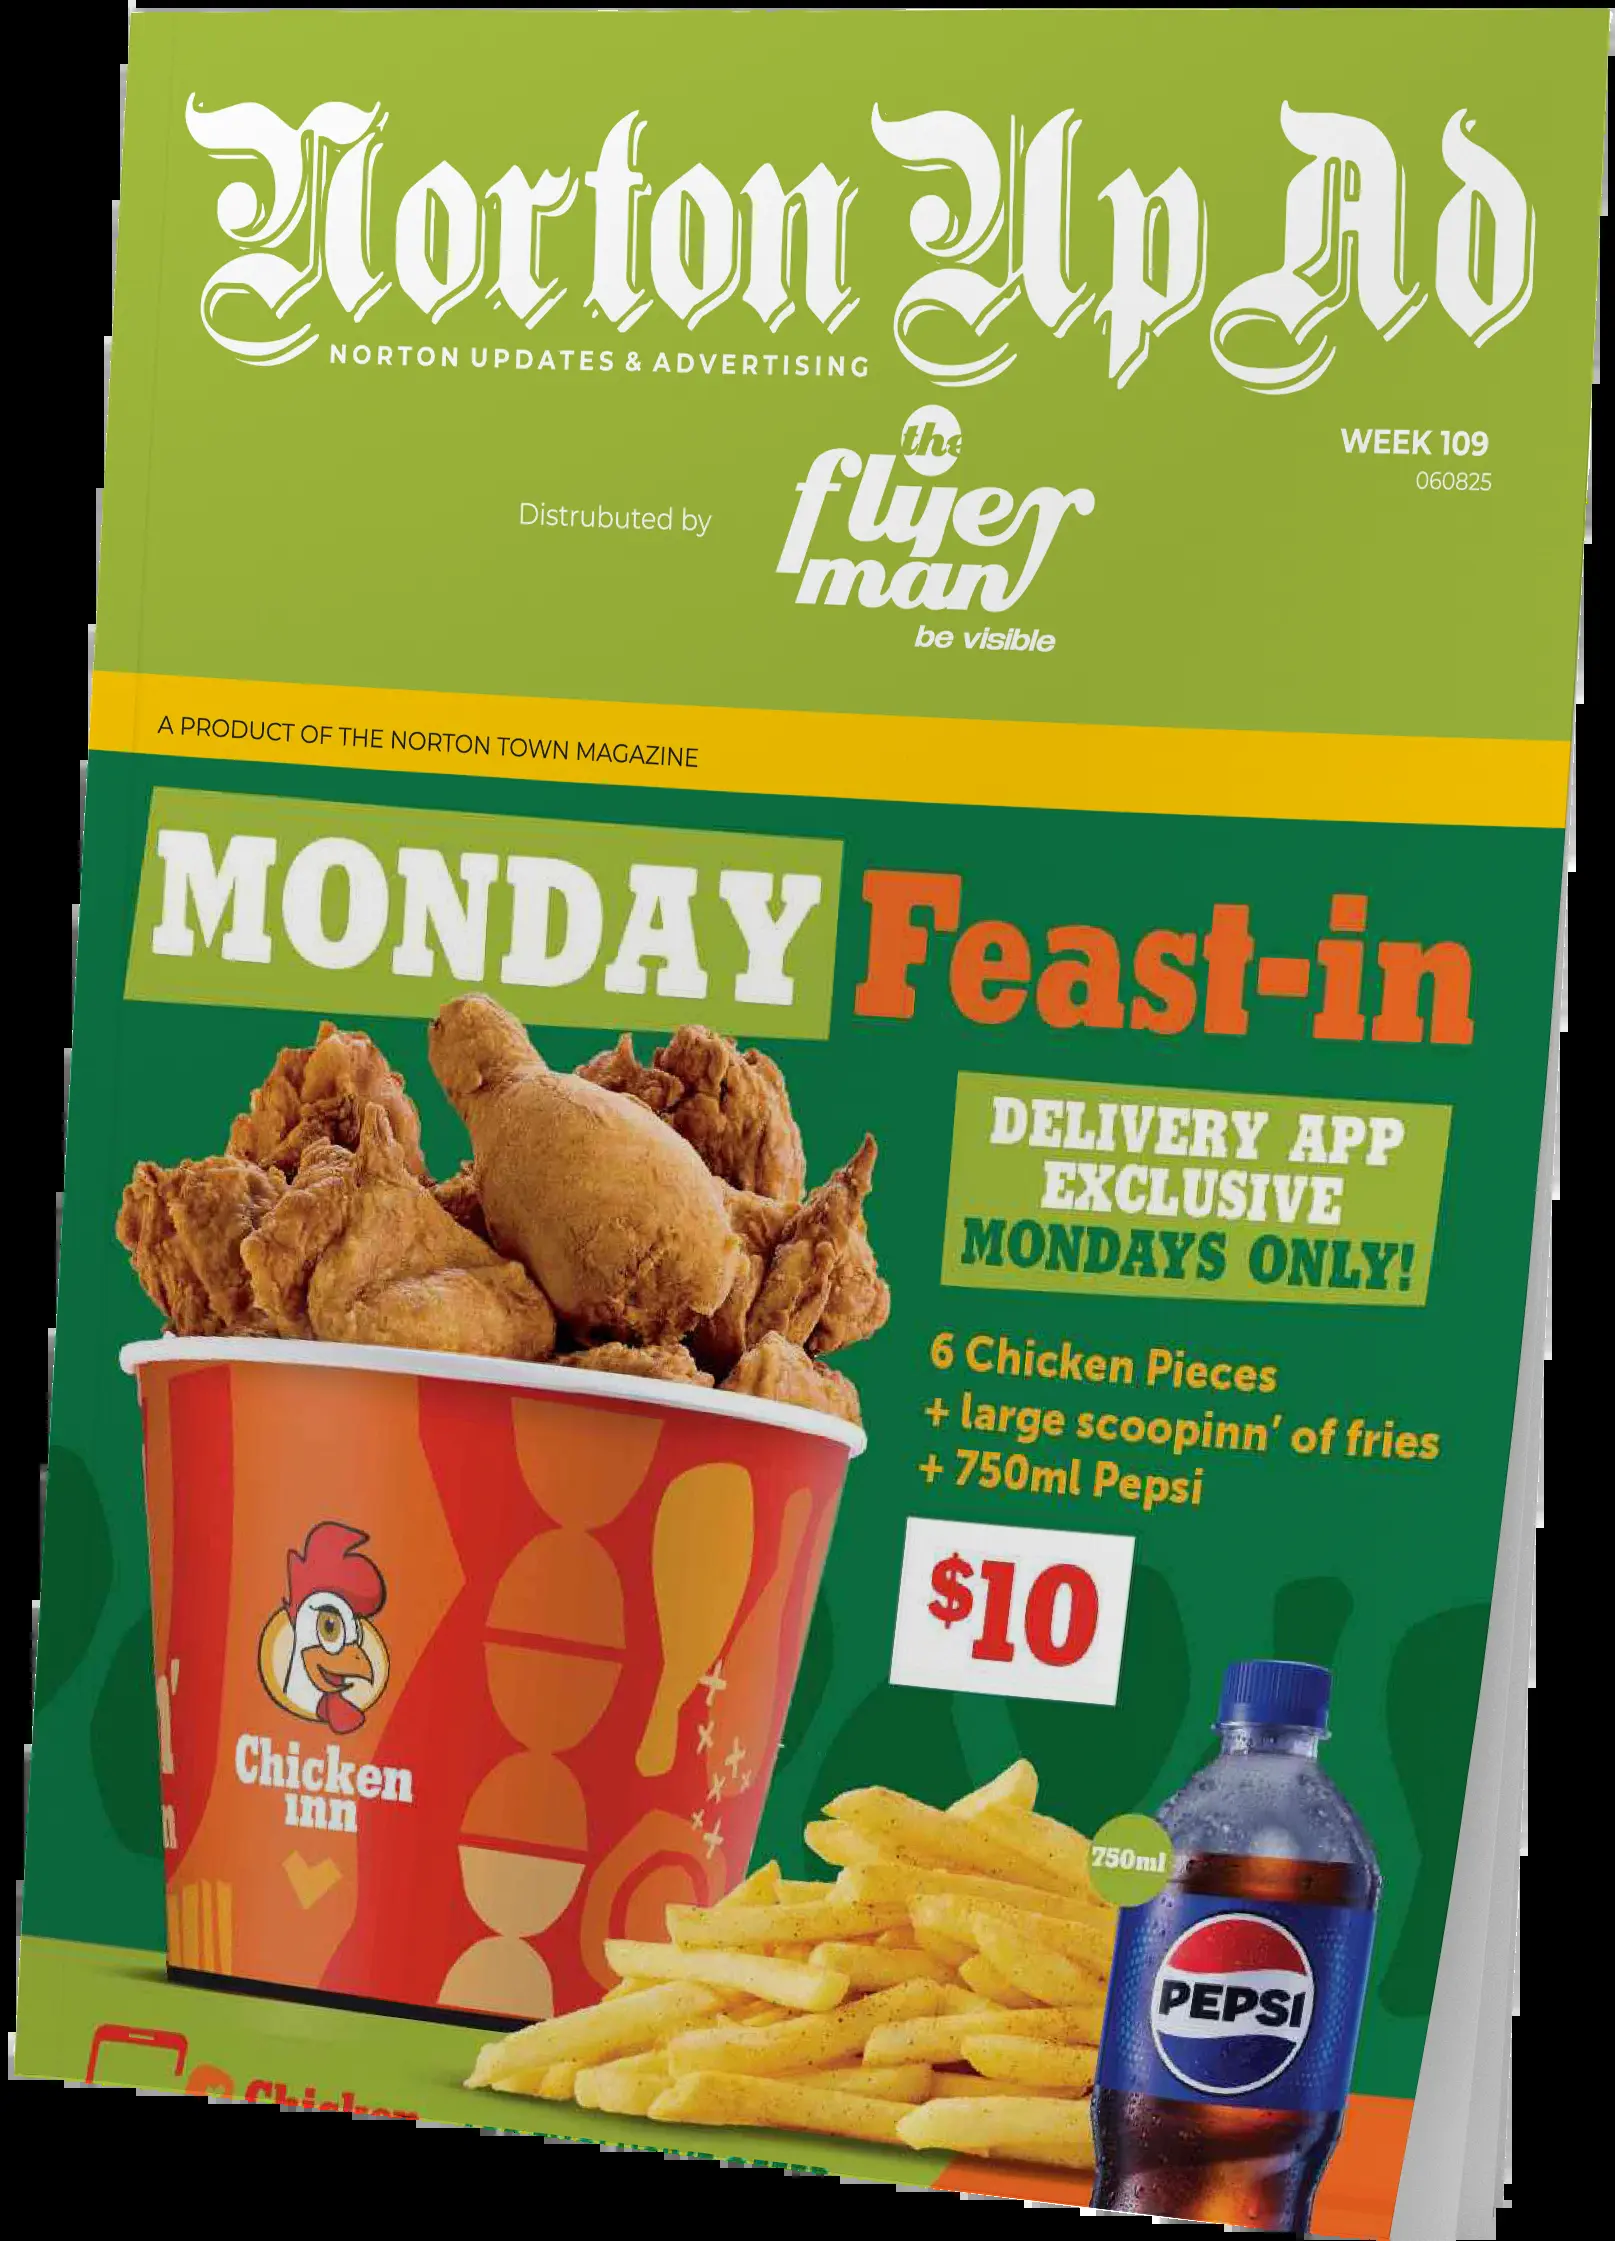 Norton Up Ad
NORTON UPDATES & ADVERTISING
WEEK 109
060825
Distrubuted by
the
flyer
man
be visible
A PRODUCT OF THE NORTON TOWN MAGAZINE
MONDAY Feast-in
DELIVERY APP
EXCLUSIVE
MONDAYS ONLY!
6 Chicken Pieces
+ large scoopinn' of fries
+ 750ml Pepsi
$10
Chicken
inn
750ml
PEPSI
Chicken